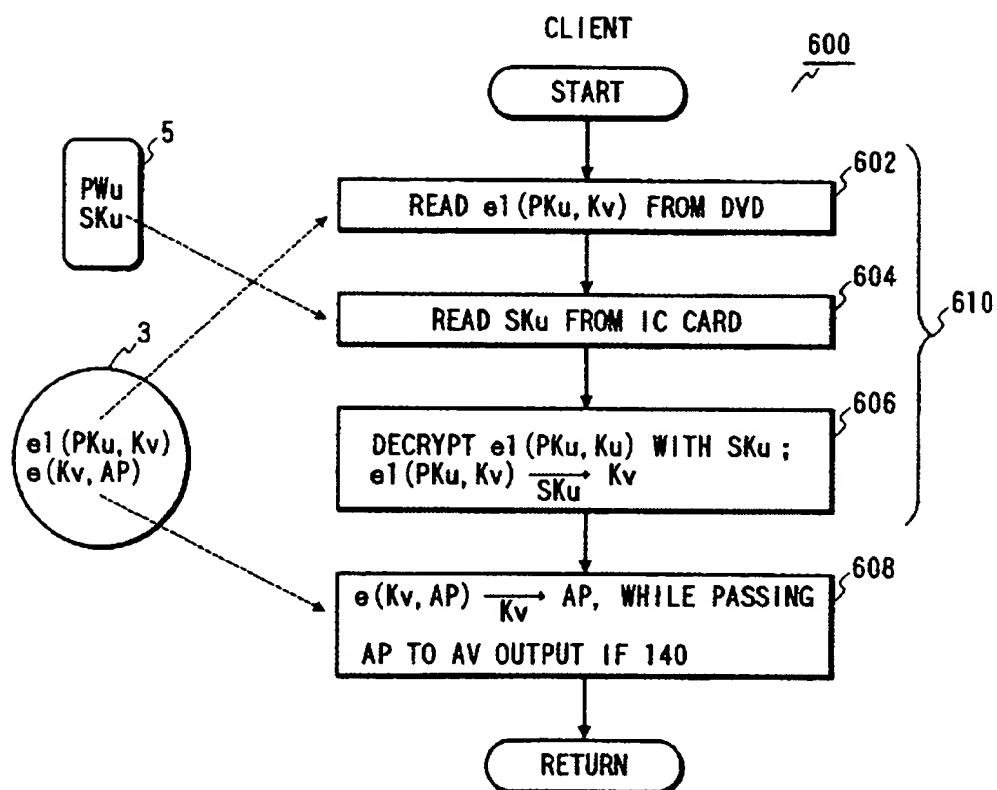 CLIENT
600
START
5
PWu
SKu
602
READ e1(PKu, Kv) FROM DVD
604
READ SKu FROM IC CARD
610
3
e1(PKu, Kv)
e(Kv, AP)
606
DECRYPT e1(PKu, Ku) WITH SKu ;
e1(PKu, Kv) → SKu Kv
608
e(Kv, AP) → Kv AP, WHILE PASSING
AP TO AV OUTPUT IF 140
RETURN